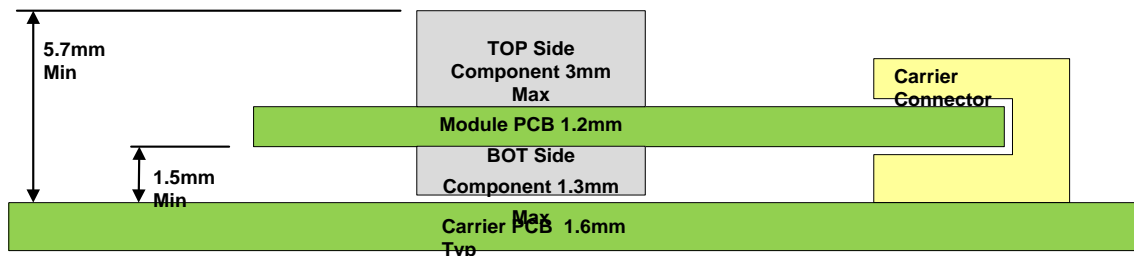 5.7mm
Min
TOP Side
Component 3mm
Max
Carrier
Connector
Module PCB 1.2mm
BOT Side
Component 1.3mm
Max
1.5mm
Min
Carrier PCB 1.6mm
Typ